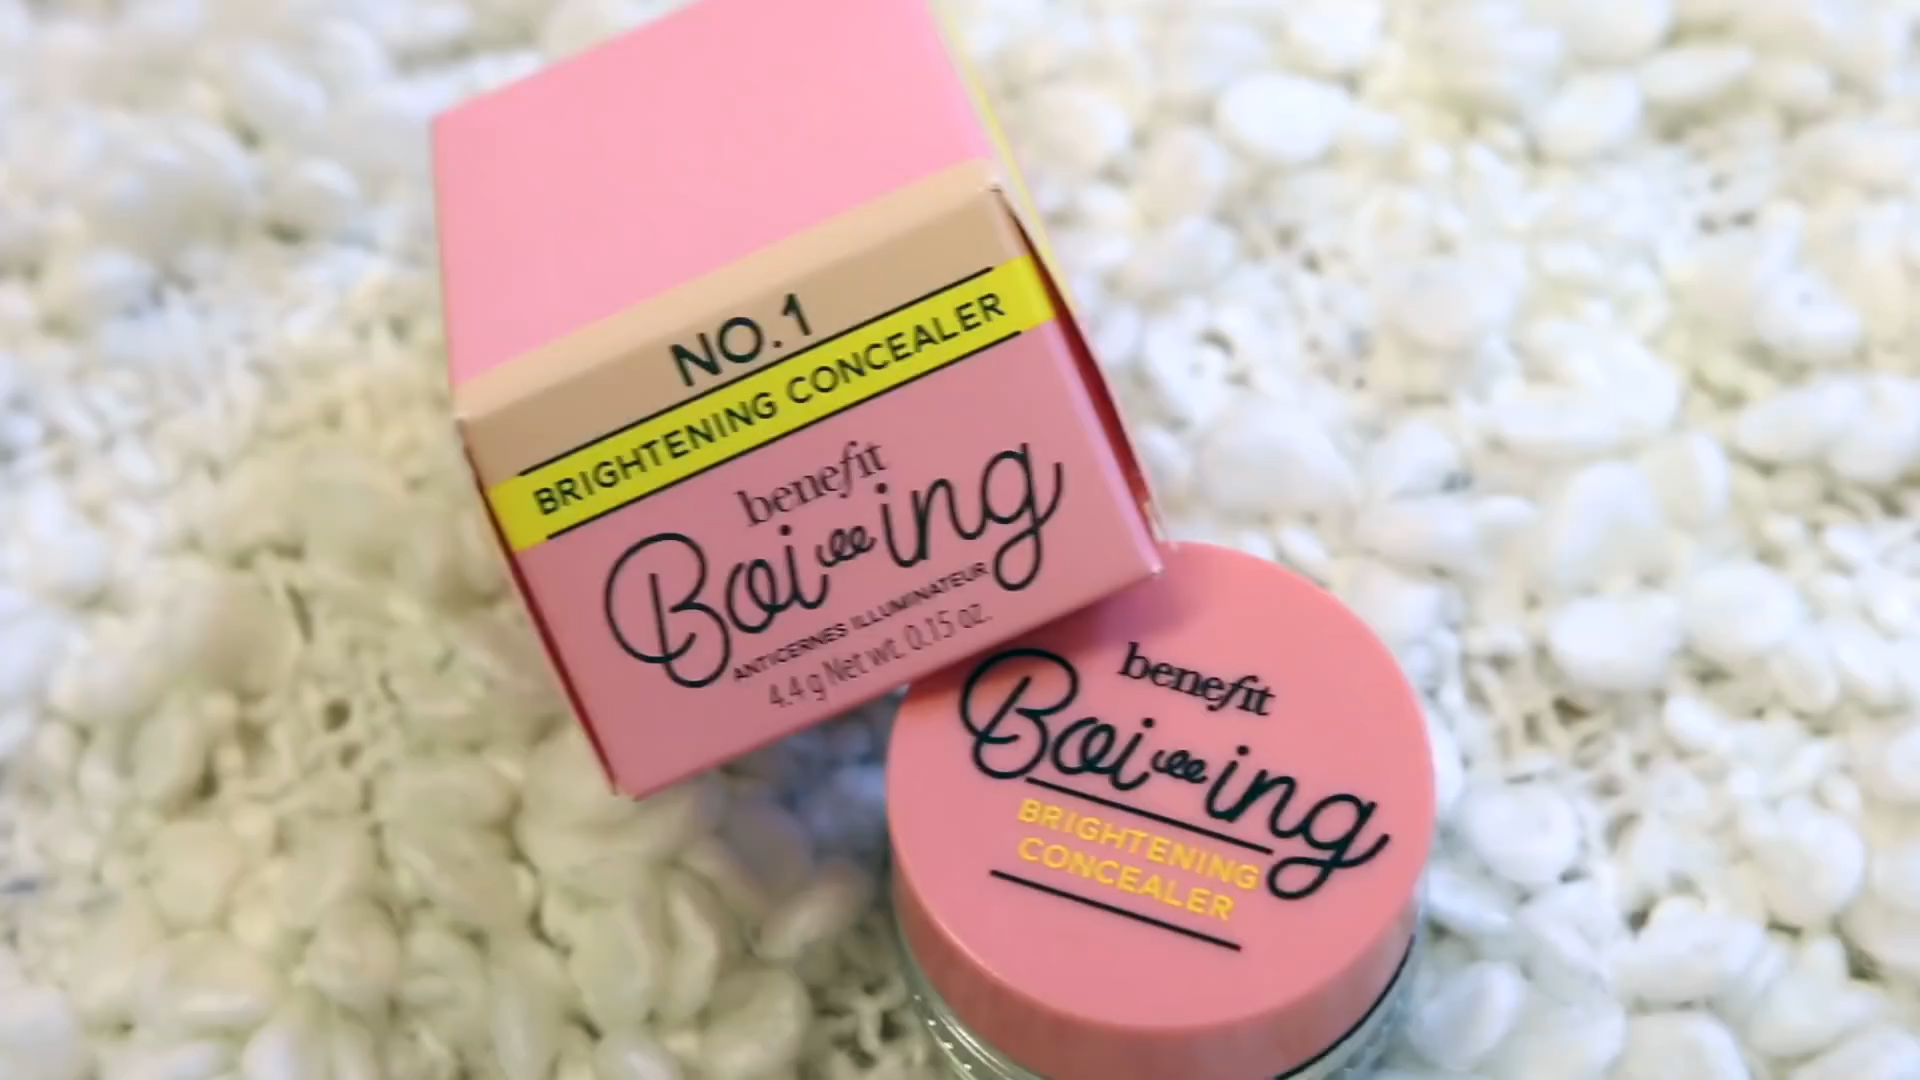 NO. 1
BRIGHTENING CONCEALER
benefit
Boi-ing
ANTICERNES ILLUMINATEUR
4.4 g Net wt. 0.15 oz.
benefit
Boi-ing
BRIGHTENING
CONCEALER